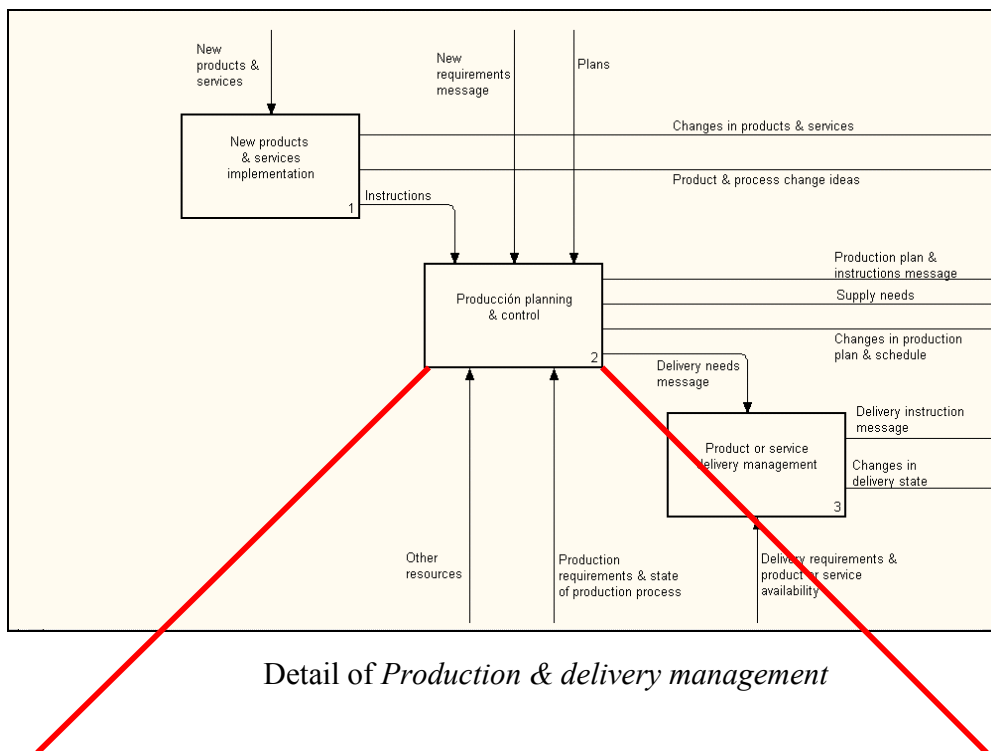 New
products &
services
New
requirements
message
Plans
New products
& services
implementation
1
Changes in products & services
Product & process change ideas
Instructions
Producción planning
& control
2
Production plan &
instructions message
Supply needs
Changes in production
plan & schedule
Delivery needs
message
Product or service
delivery management
3
Delivery instruction
message
Changes in
delivery state
Other
resources
Production
requirements & state
of production process
Delivery requirements &
product or service
availability
Detail of Production & delivery management